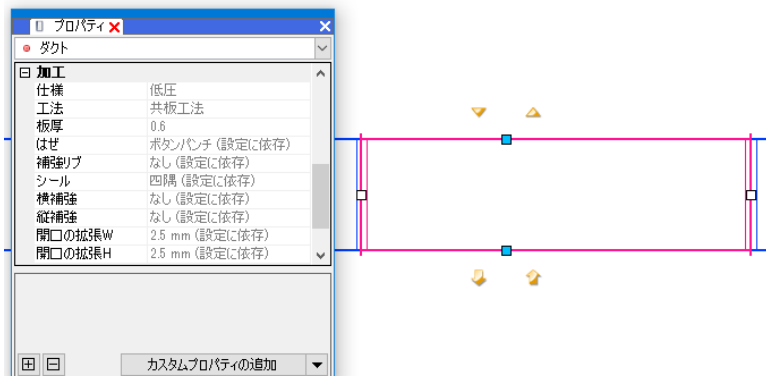 プロパティ
ダクト
加工
仕様 低圧
工法 共板工法
板厚 0.6
はぜ ボタンパンチ (設定に依存)
補強リブ なし (設定に依存)
シール 四隅 (設定に依存)
横補強 なし (設定に依存)
縦補強 なし (設定に依存)
開口の拡張W 2.5 mm (設定に依存)
開口の拡張H 2.5 mm (設定に依存)
カスタムプロパティの追加